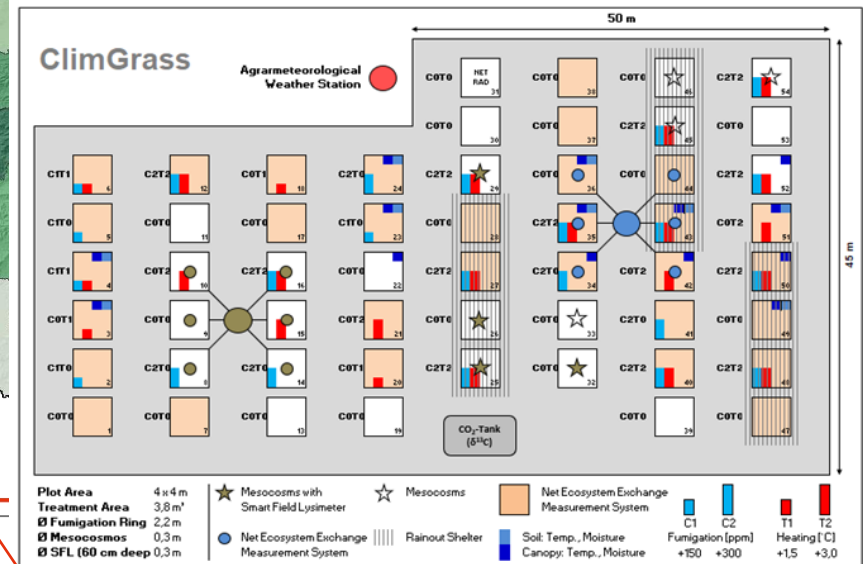 50 m
ClimGrass
Agrarmeteorological
Weather Station
45 m
C0T0 NET RAD 31 C0T0 38 C0T0 46 C2T2 54
C0T0 30 C0T0 37 C2T2 45 C0T0 53
C1T1 6 C2T2 12 C0T1 18 C2T0 24 C2T2 29 C0T0 36 C0T0 44 C2T2 52
C1T0 5 C0T0 11 C0T0 17 C1T0 23 C0T0 28 C2T2 35 43 C0T2 51
C1T1 4 C0T2 10 C2T2 16 C0T0 22 C2T2 27 C2T0 34 C0T2 42 C2T2 50
C0T1 3 C0T0 9 15 C0T2 21 C0T0 26 C0T0 33 C2T0 41 C0T0 49
C1T0 2 C2T0 8 C2T0 14 C0T1 20 C2T2 25 C0T0 32 C2T2 40 C2T2 48
C0T0 1 C0T0 7 C0T0 13 C0T0 19 C0T0 39 C0T0 47
CO₂-Tank
(δ¹³C)
Plot Area 4 x 4 m
Treatment Area 3,8 m²
Ø Fumigation Ring 2,2 m
Ø Mesocosmos 0,3 m
Ø SFL (60 cm deep 0,3 m
Mesocosms with
Smart Field Lysimeter
Mesocosms
Net Ecosystem Exchange
Measurement System
Net Ecosystem Exchange
Measurement System
Rainout Shelter
Soil: Temp., Moisture
Canopy: Temp., Moisture
C1 C2 T1 T2
Fumigation [ppm] Heating [°C]
+150 +300 +1,5 +3,0